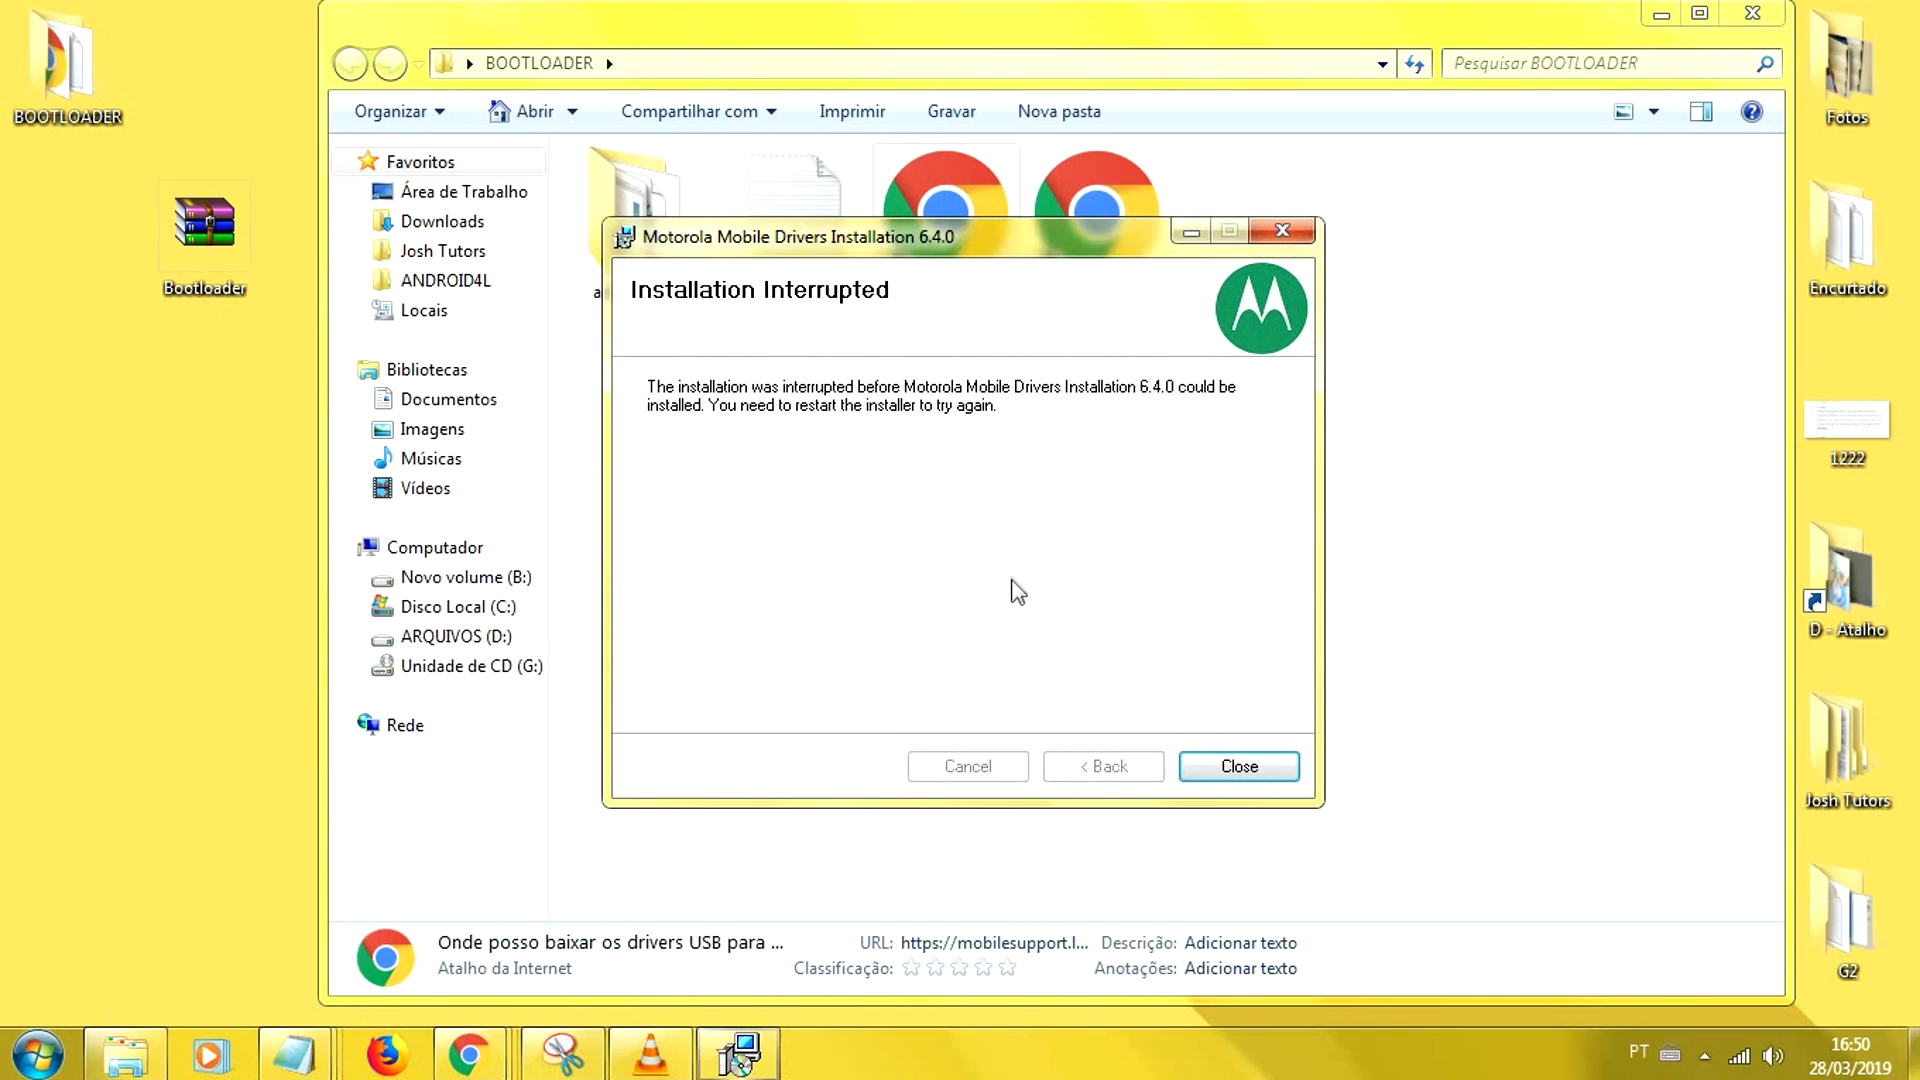 BOOTLOADER
Bootloader
BOOTLOADER
Pesquisar BOOTLOADER
Organizar
Abrir
Compartilhar com
Imprimir
Gravar
Nova pasta
Favoritos
Área de Trabalho
Downloads
Josh Tutors
ANDROID4L
Locais
Bibliotecas
Documentos
Imagens
Músicas
Vídeos
Computador
Novo volume (B:)
Disco Local (C:)
ARQUIVOS (D:)
Unidade de CD (G:)
Rede
a
Motorola Mobile Drivers Installation 6.4.0
Installation Interrupted
The installation was interrupted before Motorola Mobile Drivers Installation 6.4.0 could be
installed. You need to restart the installer to try again.
Cancel
< Back
Close
Onde posso baixar os drivers USB para ...
Atalho da Internet
URL: https://mobilesupport.l...
Classificação:
Descrição: Adicionar texto
Anotações: Adicionar texto
Fotos
Encurtado
1222
D - Atalho
Josh Tutors
G2
PT
16:50
28/03/2019